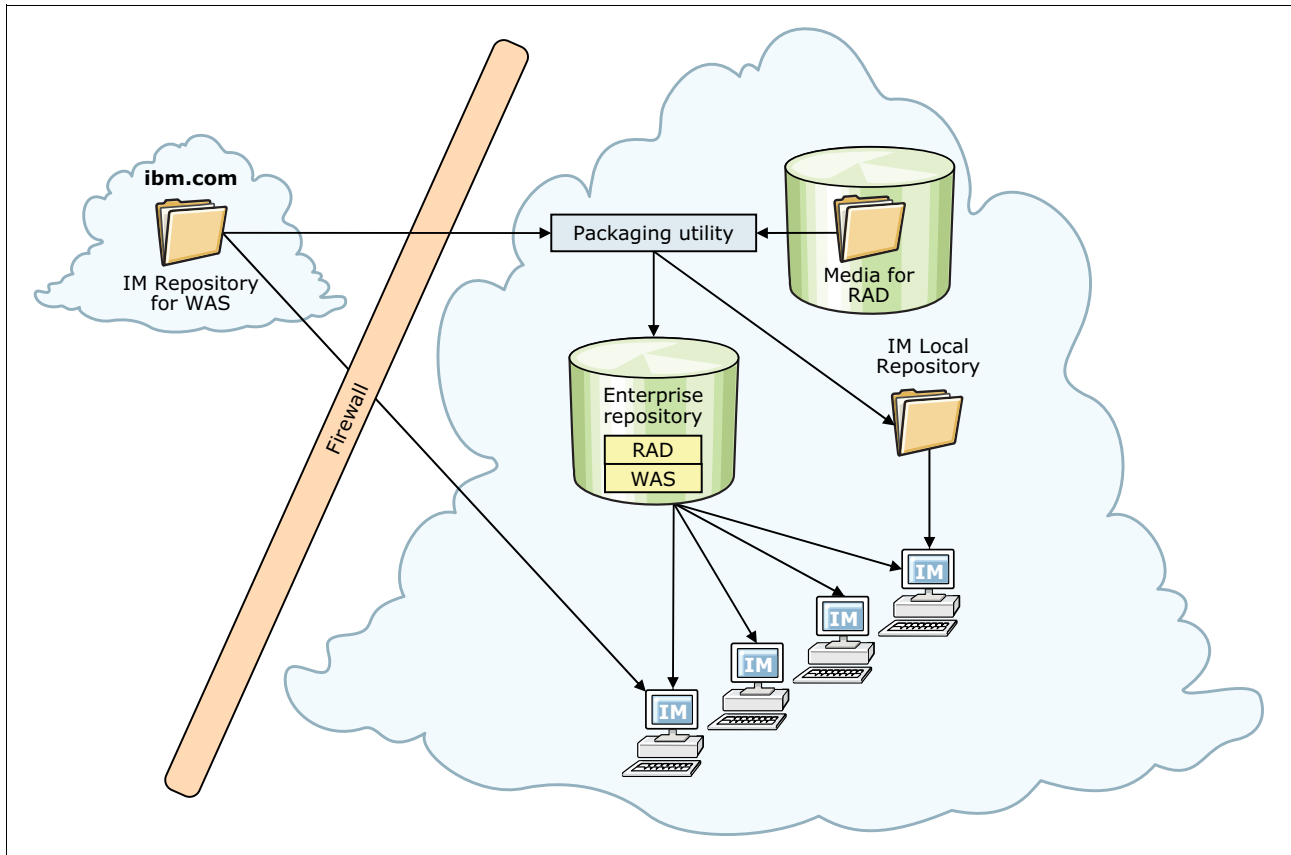 ibm.com
IM Repository
for WAS
Firewall
Packaging utility
Media for
RAD
IM Local
Repository
Enterprise
repository
RAD
WAS
IM
IM
IM
IM